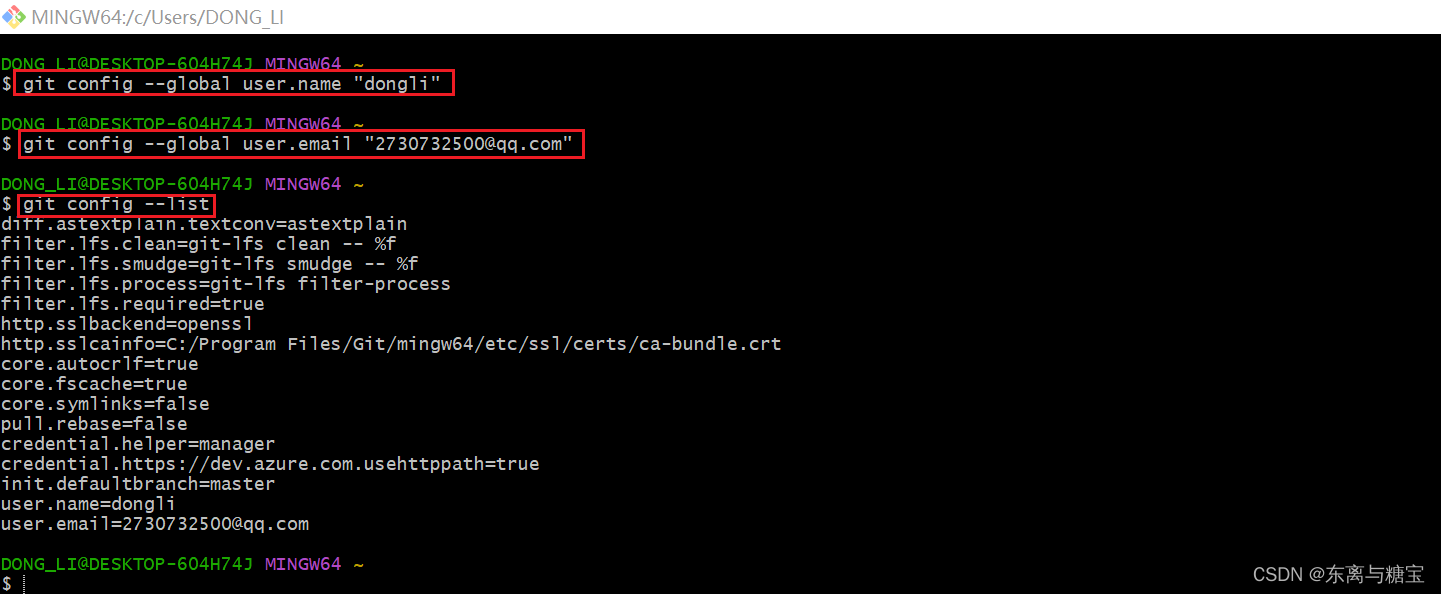 MINGW64:/c/Users/DONG_LI
DONG_LI@DESKTOP-604H74J MINGW64 ~
$ git config --global user.name "dongli"
DONG_LI@DESKTOP-604H74J MINGW64 ~
$ git config --global user.email "2730732500@qq.com"
DONG_LI@DESKTOP-604H74J MINGW64 ~
$ git config --list
diff.astextplain.textconv=astextplain
filter.lfs.clean=git-lfs clean -- %f
filter.lfs.smudge=git-lfs smudge -- %f
filter.lfs.process=git-lfs filter-process
filter.lfs.required=true
http.sslbackend=openssl
http.sslcainfo=C:/Program Files/Git/mingw64/etc/ssl/certs/ca-bundle.crt
core.autocrlf=true
core.fscache=true
core.symlinks=false
pull.rebase=false
credential.helper=manager
credential.https://dev.azure.com.usehttppath=true
init.defaultbranch=master
user.name=dongli
user.email=2730732500@qq.com
DONG_LI@DESKTOP-604H74J MINGW64 ~
$
CSDN @东离与糖宝